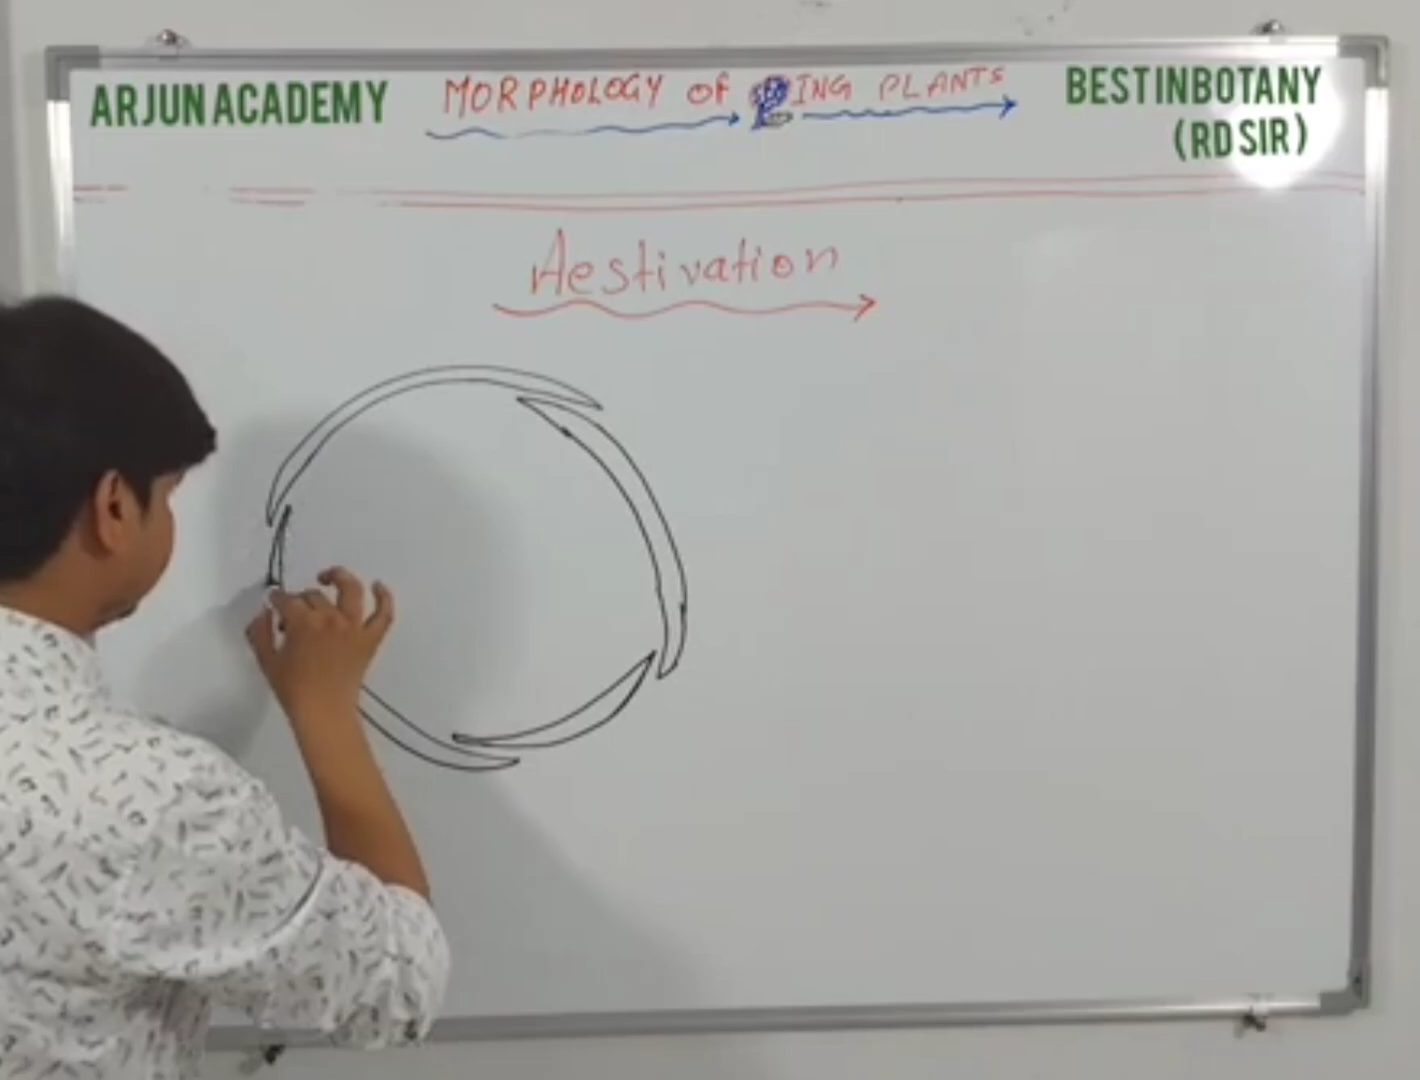 ARJUN ACADEMY
MORPHOLOGY OF ING PLANTS
BEST IN BOTANY
(RD SIR)
Aestivation